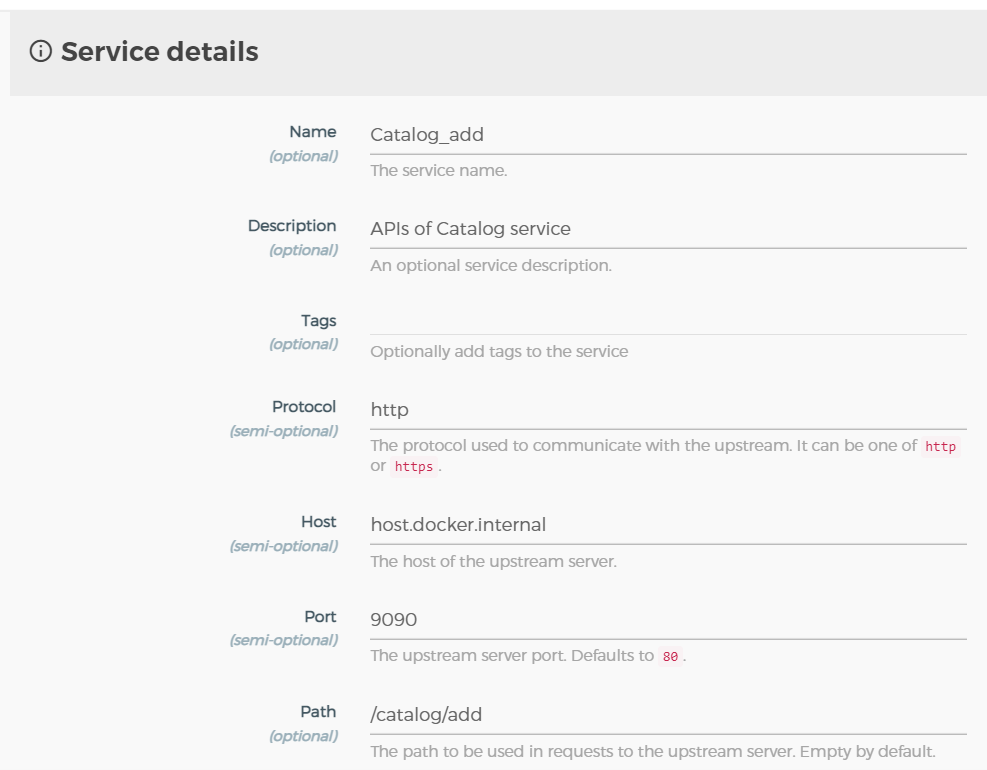 Service details
Name
(optional)
Catalog_add
The service name.
Description
(optional)
APIs of Catalog service
An optional service description.
Tags
(optional)
Optionally add tags to the service
Protocol
(semi-optional)
http
The protocol used to communicate with the upstream. It can be one of http
or https.
Host
(semi-optional)
host.docker.internal
The host of the upstream server.
Port
(semi-optional)
9090
The upstream server port. Defaults to 80.
Path
(optional)
/catalog/add
The path to be used in requests to the upstream server. Empty by default.